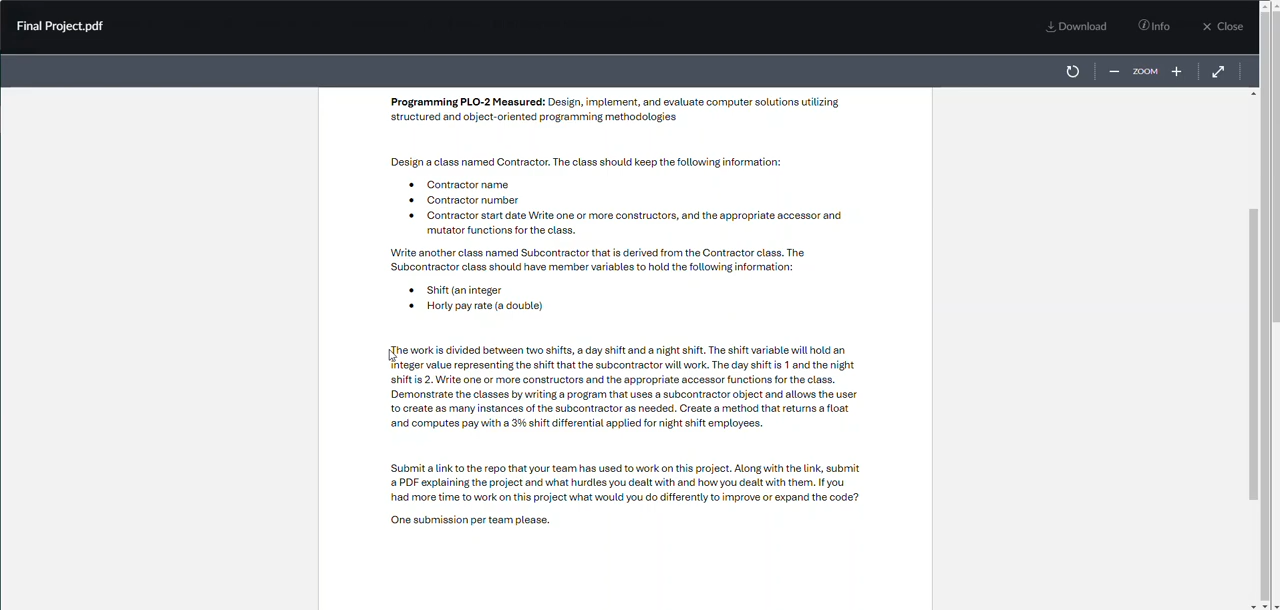 Final Project.pdf
Download
Info
Close
ZOOM
Programming PLO-2 Measured: Design, implement, and evaluate computer solutions utilizing
structured and object-oriented programming methodologies
Design a class named Contractor. The class should keep the following information:
• Contractor name
• Contractor number
• Contractor start date Write one or more constructors, and the appropriate accessor and
mutator functions for the class.
Write another class named Subcontractor that is derived from the Contractor class. The
Subcontractor class should have member variables to hold the following information:
• Shift (an integer
• Horly pay rate (a double)
The work is divided between two shifts, a day shift and a night shift. The shift variable will hold an
integer value representing the shift that the subcontractor will work. The day shift is 1 and the night
shift is 2. Write one or more constructors and the appropriate accessor functions for the class.
Demonstrate the classes by writing a program that uses a subcontractor object and allows the user
to create as many instances of the subcontractor as needed. Create a method that returns a float
and computes pay with a 3% shift differential applied for night shift employees.
Submit a link to the repo that your team has used to work on this project. Along with the link, submit
a PDF explaining the project and what hurdles you dealt with and how you dealt with them. If you
had more time to work on this project what would you do differently to improve or expand the code?
One submission per team please.